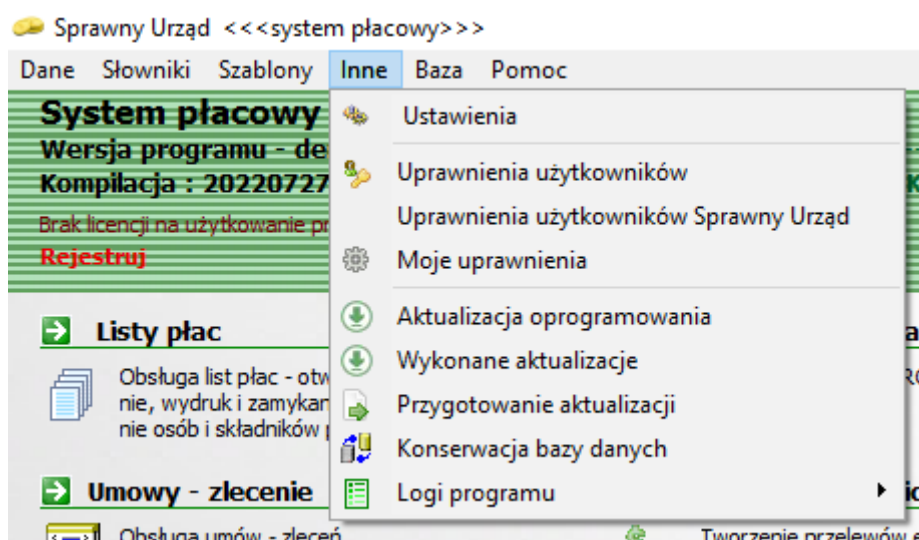 Sprawny Urząd <<<system płacowy>>>
Dane Słowniki Szablony Inne Baza Pomoc
System płacowy
Wersja programu - de
Kompilacja : 20220727
Brak licencji na użytkowanie pr
Rejestruj
Ustawienia
Uprawnienia użytkowników
Uprawnienia użytkowników Sprawny Urząd
Moje uprawnienia
Aktualizacja oprogramowania
Wykonane aktualizacje
Przygotowanie aktualizacji
Konserwacja bazy danych
Logi programu
Listy płac
Obsługa list płac - otw
nie, wydruk i zamykan
nie osób i składników
Umowy - zlecenie
Obsługa umów - zleceń
Tworzenie przelewów e